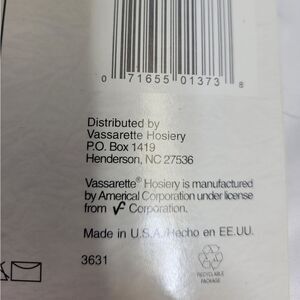 0 71655 01373 8
Distributed by
Vassarette Hosiery
P.O. Box 1419
Henderson, NC 27536
Vassarette® Hosiery is manufactured
by Americal Corporation under license
from VF Corporation.
Made in U.S.A./Hecho en EE.UU.
3631
RECYCLABLE
PACKAGE